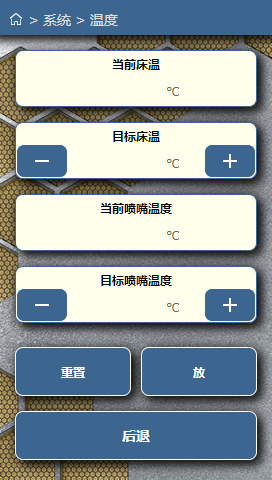 > 系统 > 温度
当前床温
°C
目标床温
− °C +
当前喷嘴温度
°C
目标喷嘴温度
− °C +
重置 放
后退